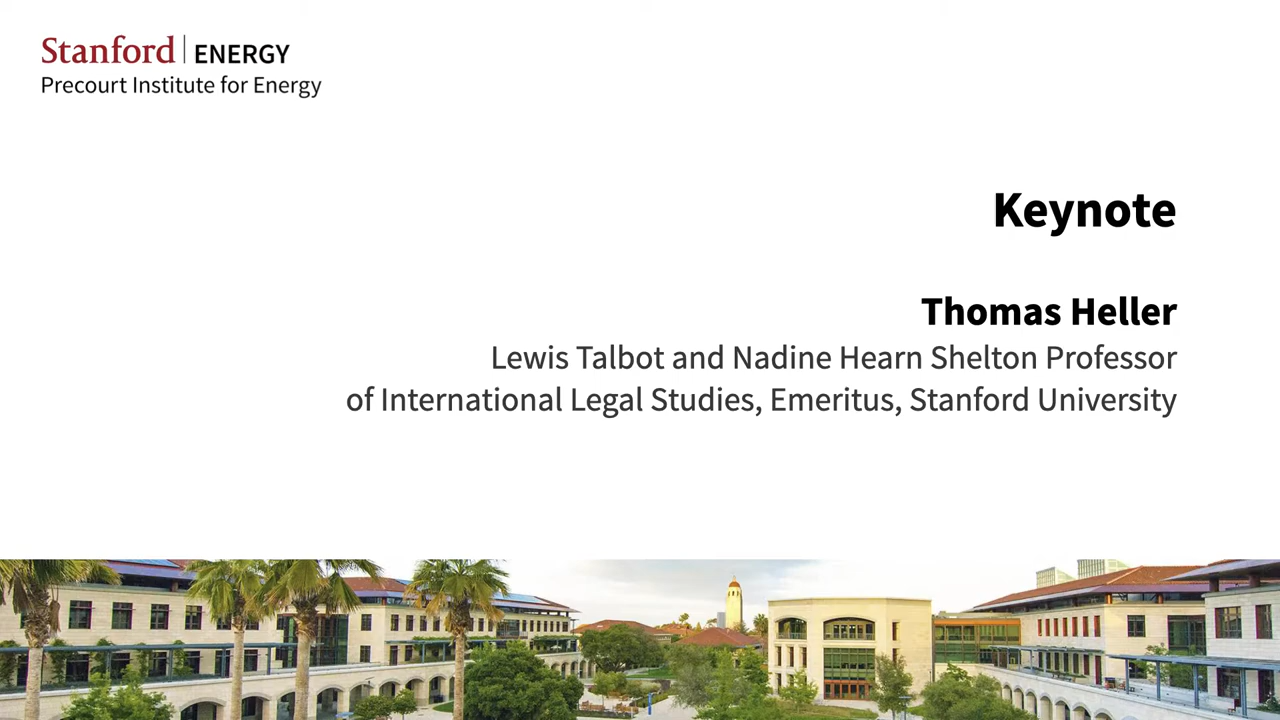 Stanford | ENERGY
Precourt Institute for Energy
Keynote
Thomas Heller
Lewis Talbot and Nadine Hearn Shelton Professor
of International Legal Studies, Emeritus, Stanford University